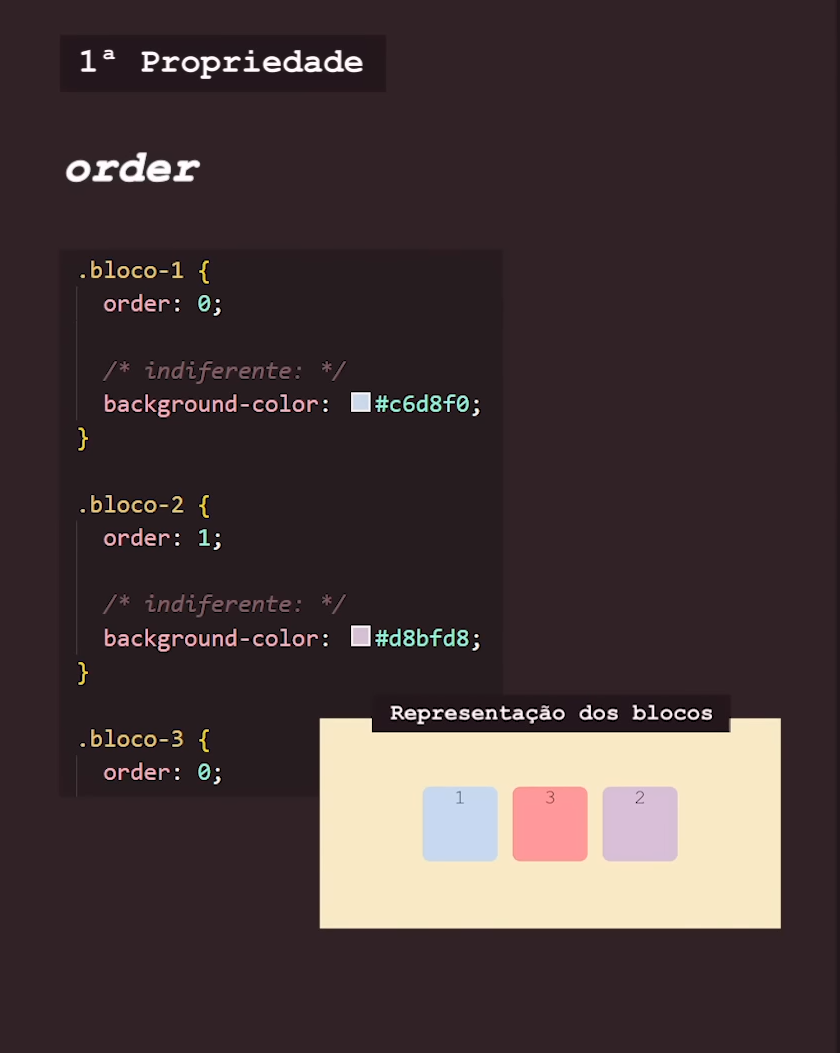 1ª Propriedade
order
.bloco-1 {
order: 0;
/* indiferente: */
background-color: #c6d8f0;
}
.bloco-2 {
order: 1;
/* indiferente: */
background-color: #d8bfd8;
}
.bloco-3 {
order: 0;
Representação dos blocos
1 3 2